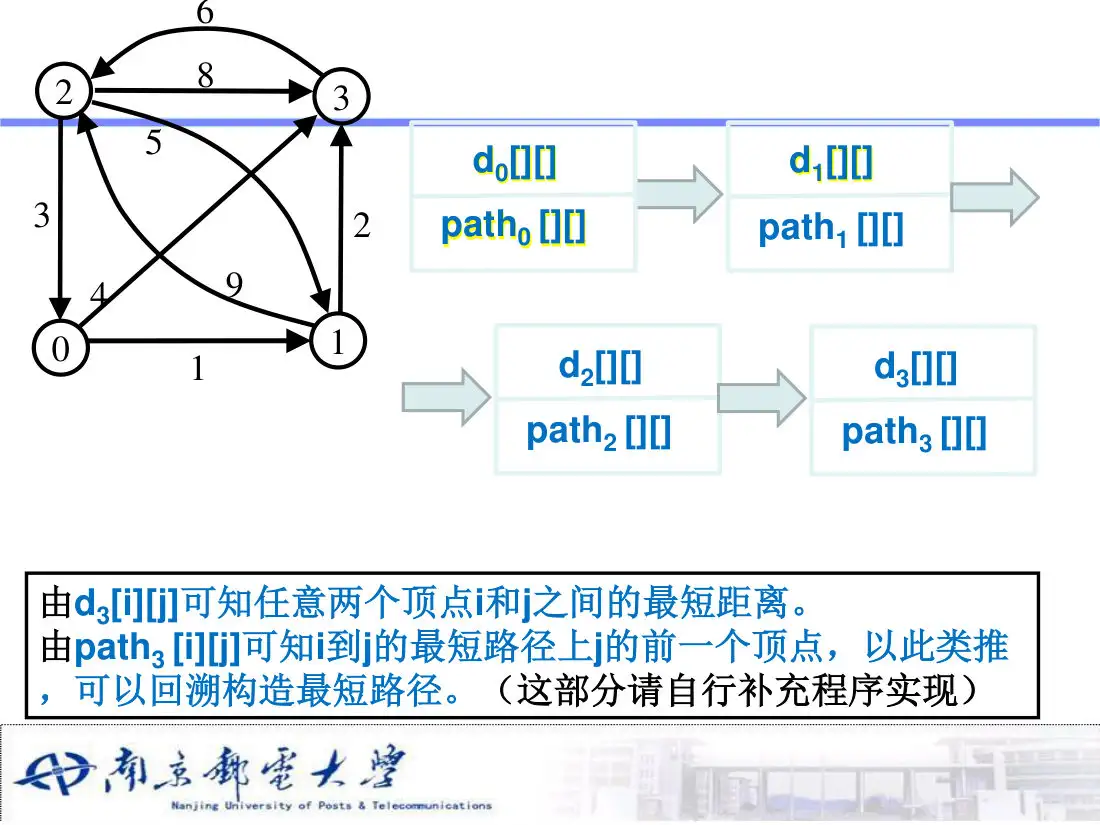 6
2
8
3
5
3
2
4
9
0
1
1
d₀[][]
path₀ [][]
d₁[][]
path₁ [][]
d₂[][]
path₂ [][]
d₃[][]
path₃ [][]
由d₃[i][j]可知任意两个顶点i和j之间的最短距离。
由path₃ [i][j]可知i到j的最短路径上j的前一个顶点，以此类推
，可以回溯构造最短路径。（这部分请自行补充程序实现）
南京郵電大學
Nanjing University of Posts & Telecommunications